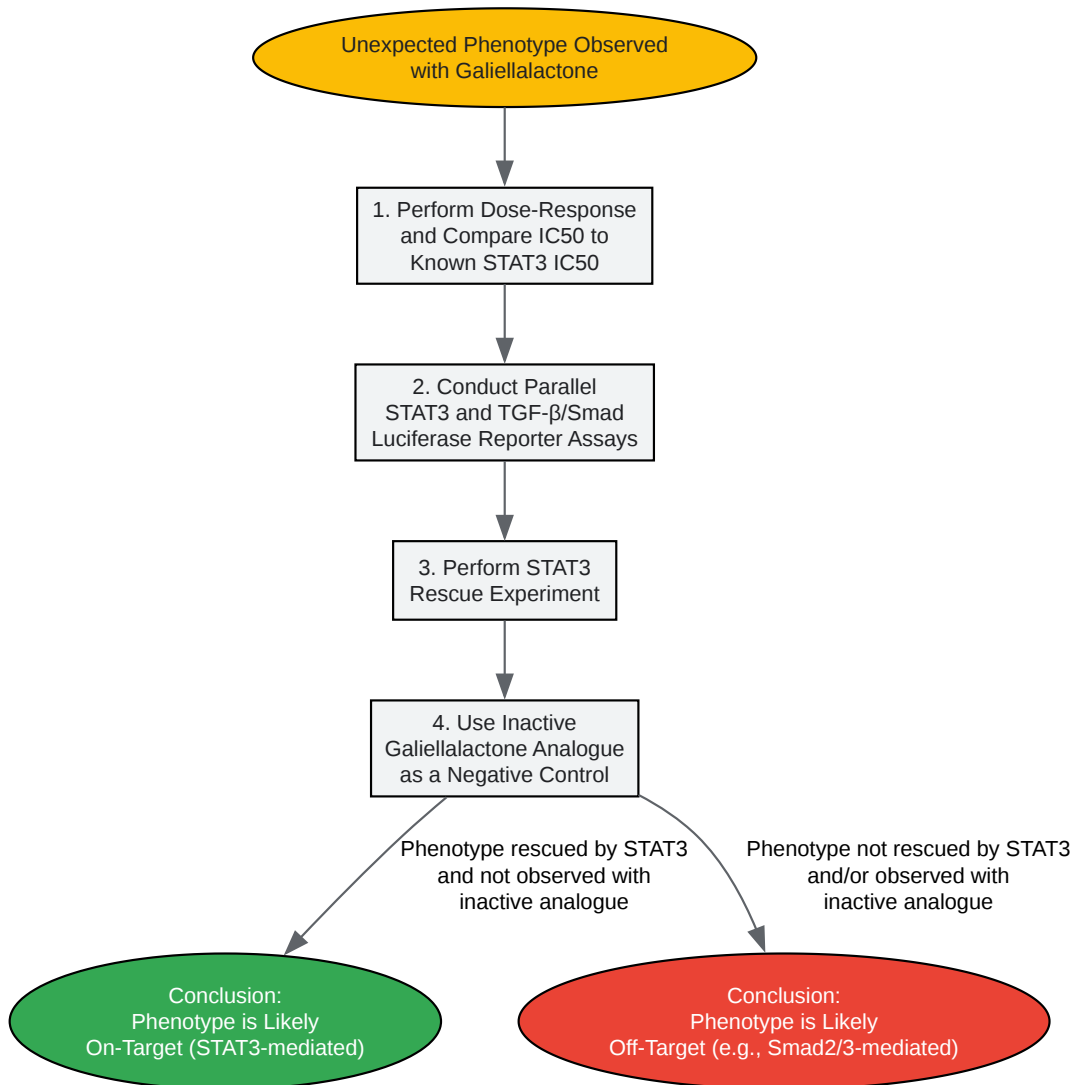 Unexpected Phenotype Observed
with Galiellalactone
1. Perform Dose-Response
and Compare IC50 to
Known STAT3 IC50
2. Conduct Parallel
STAT3 and TGF-β/Smad
Luciferase Reporter Assays
3. Perform STAT3
Rescue Experiment
4. Use Inactive
Galiellalactone Analogue
as a Negative Control
Phenotype rescued by STAT3
and not observed with
inactive analogue
Phenotype not rescued by STAT3
and/or observed with
inactive analogue
Conclusion:
Phenotype is Likely
On-Target (STAT3-mediated)
Conclusion:
Phenotype is Likely
Off-Target (e.g., Smad2/3-mediated)